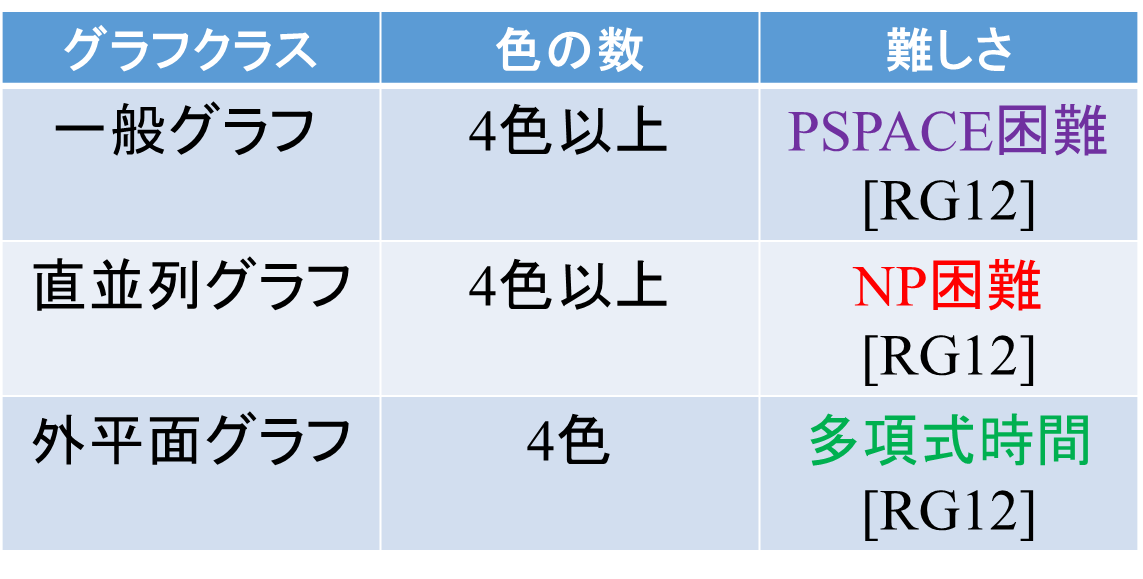 グラフクラス 色の数 難しさ
一般グラフ 4色以上 PSPACE困難
[RG12]
直並列グラフ 4色以上 NP困難
[RG12]
外平面グラフ 4色 多項式時間
[RG12]